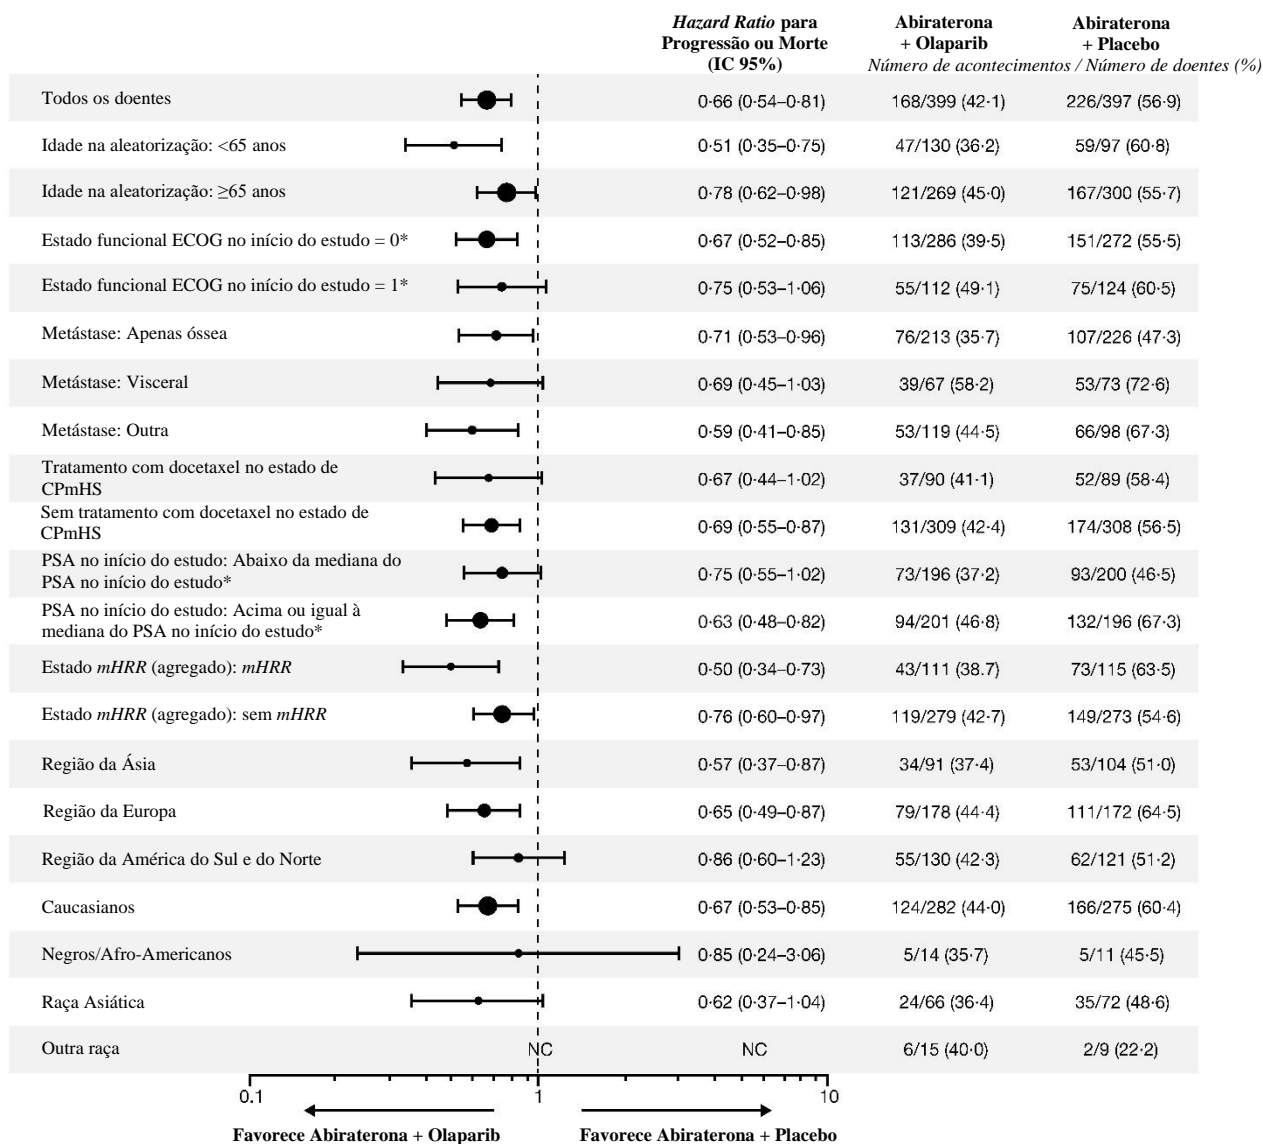 Hazard Ratio para Progressão ou Morte (IC 95%)
Abiraterona + Olaparib
Abiraterona + Placebo
Número de acontecimentos / Número de doentes (%)
Todos os doentes 0·66 (0·54–0·81) 168/399 (42·1) 226/397 (56·9)
Idade na aleatorização: <65 anos 0·51 (0·35–0·75) 47/130 (36·2) 59/97 (60·8)
Idade na aleatorização: ≥65 anos 0·78 (0·62–0·98) 121/269 (45·0) 167/300 (55·7)
Estado funcional ECOG no início do estudo = 0* 0·67 (0·52–0·85) 113/286 (39·5) 151/272 (55·5)
Estado funcional ECOG no início do estudo = 1* 0·75 (0·53–1·06) 55/112 (49·1) 75/124 (60·5)
Metástase: Apenas óssea 0·71 (0·53–0·96) 76/213 (35·7) 107/226 (47·3)
Metástase: Visceral 0·69 (0·45–1·03) 39/67 (58·2) 53/73 (72·6)
Metástase: Outra 0·59 (0·41–0·85) 53/119 (44·5) 66/98 (67·3)
Tratamento com docetaxel no estado de
CPmHS 0·67 (0·44–1·02) 37/90 (41·1) 52/89 (58·4)
Sem tratamento com docetaxel no estado de
CPmHS 0·69 (0·55–0·87) 131/309 (42·4) 174/308 (56·5)
PSA no início do estudo: Abaixo da mediana do
PSA no início do estudo* 0·75 (0·55–1·02) 73/196 (37·2) 93/200 (46·5)
PSA no início do estudo: Acima ou igual à
mediana do PSA no início do estudo* 0·63 (0·48–0·82) 94/201 (46·8) 132/196 (67·3)
Estado mHRR (agregado): mHRR 0·50 (0·34–0·73) 43/111 (38.7) 73/115 (63·5)
Estado mHRR (agregado): sem mHRR 0·76 (0·60–0·97) 119/279 (42·7) 149/273 (54·6)
Região da Ásia 0·57 (0·37–0·87) 34/91 (37·4) 53/104 (51·0)
Região da Europa 0·65 (0·49–0·87) 79/178 (44·4) 111/172 (64·5)
Região da América do Sul e do Norte 0·86 (0·60–1·23) 55/130 (42·3) 62/121 (51·2)
Caucasianos 0·67 (0·53–0·85) 124/282 (44·0) 166/275 (60·4)
Negros/Afro-Americanos 0·85 (0·24–3·06) 5/14 (35·7) 5/11 (45·5)
Raça Asiática 0·62 (0·37–1·04) 24/66 (36·4) 35/72 (48·6)
Outra raça NC NC 6/15 (40·0) 2/9 (22·2)
0.1 1 10
Favorece Abiraterona + Olaparib Favorece Abiraterona + Placebo